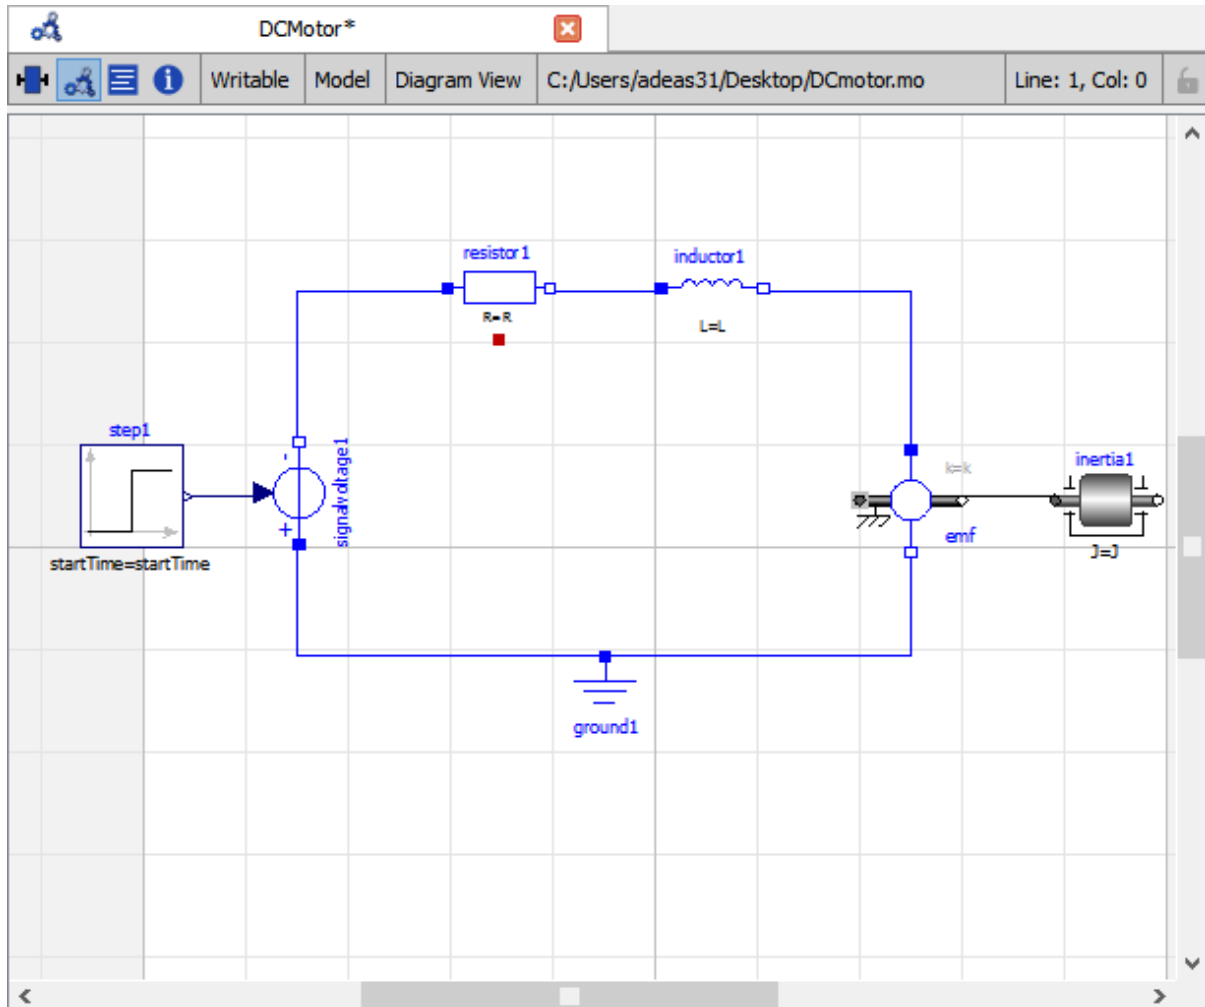 DCMotor*
Writable
Model
Diagram View
C:/Users/adeas31/Desktop/DCmotor.mo
Line: 1, Col: 0
resistor1
R=R
inductor1
L=L
step1
startTime=startTime
-
+
signalvoltage1
k=k
emf
inertia1
J=J
ground1